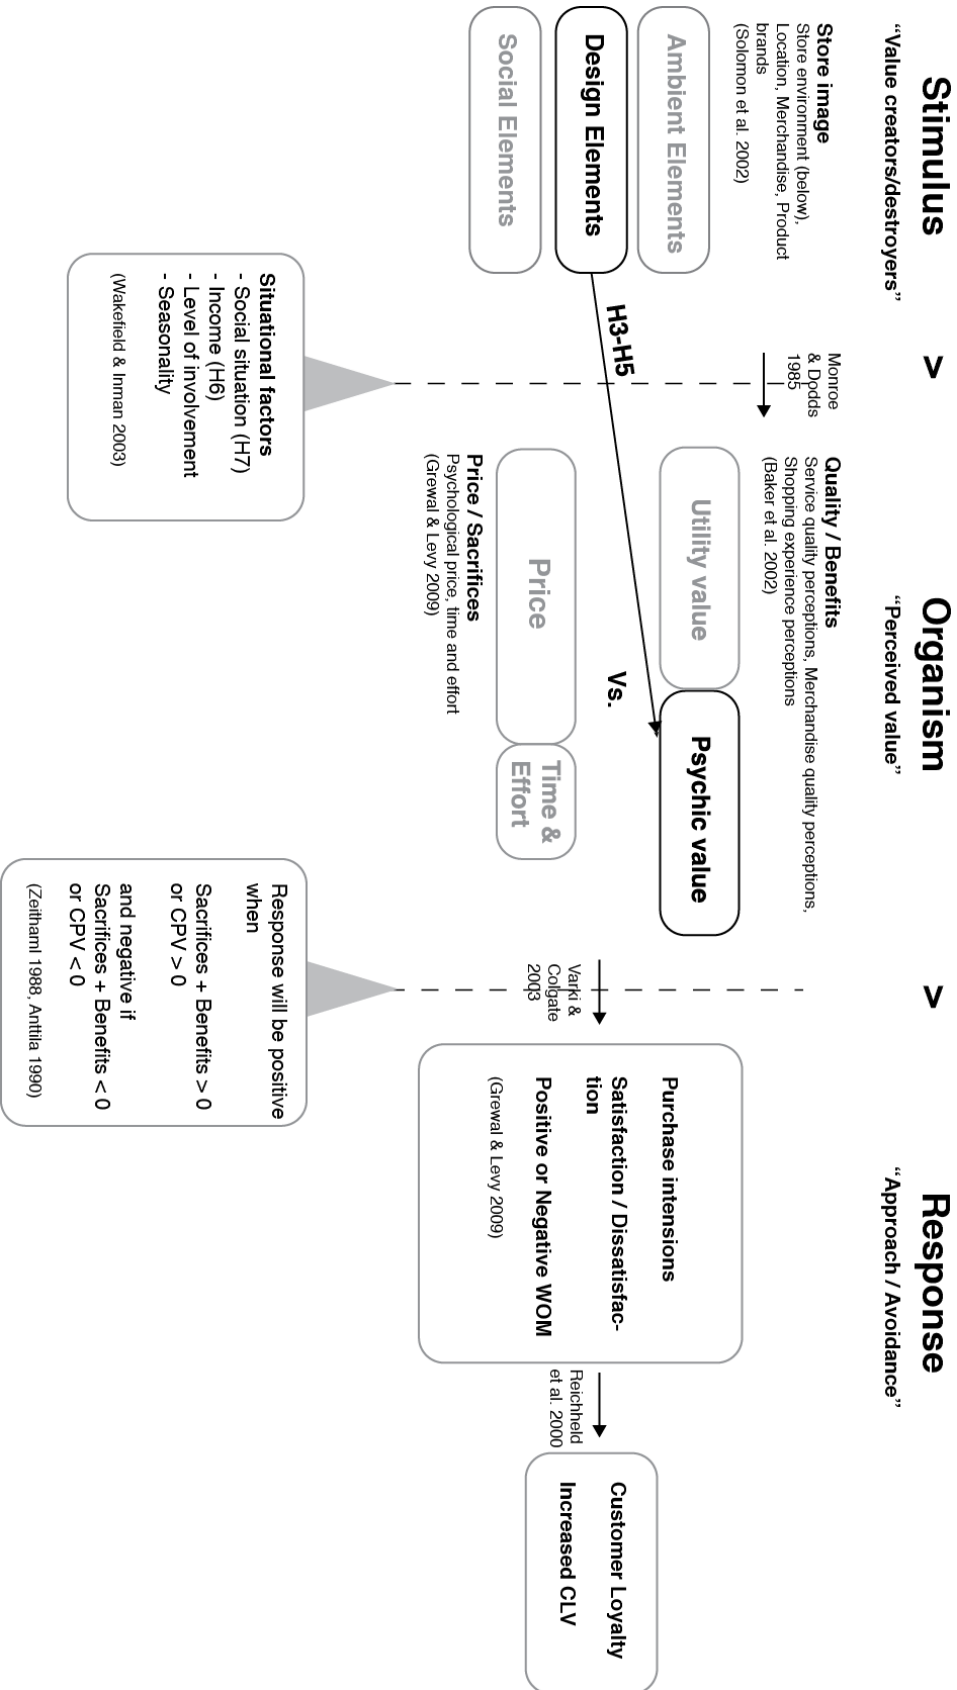 Stimulus
>
Organism
>
Response
“Value creators/destroyers”
“Perceived value”
“Approach / Avoidance”
Store image
Store environment (below),
Location, Merchandise, Product
brands
(Solomon et al. 2002)
Ambient Elements
Design Elements
Social Elements
H3-H5
Monroe
& Dodds
1985
Situational factors
- Social situation (H7)
- Income (H6)
- Level of involvement
- Seasonality
(Wakefield & Inman 2003)
Quality / Benefits
Service quality perceptions, Merchandise quality perceptions,
Shopping experience perceptions
(Baker et al. 2002)
Utility value
Psychic value
Vs.
Price
Time &
Effort
Price / Sacrifices
Psychological price, time and effort
(Grewal & Levy 2009)
Varki &
Colgate
2003
Response will be positive
when
Sacrifices + Benefits > 0
or CPV > 0
and negative if
Sacrifices + Benefits < 0
or CPV < 0
(Zeithaml 1988, Anttila 1990)
Purchase intensions
Satisfaction / Dissatisfac-
tion
Positive or Negative WOM
(Grewal & Levy 2009)
Reichheld
et al. 2000
Customer Loyalty
Increased CLV